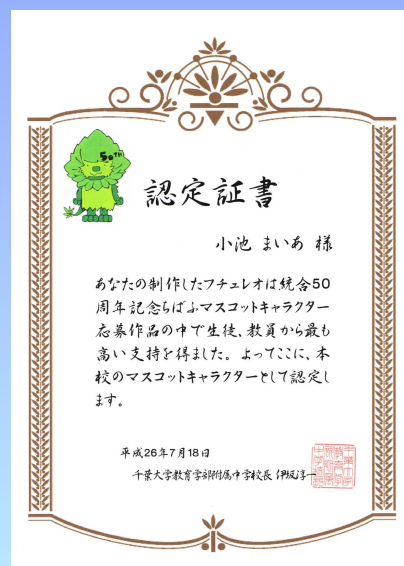 50th
認定証書
小池 まいあ 様
あなたの制作したフチュレオは統合50
周年記念ちばふマスコットキャラクター
応募作品の中で生徒、教員から最も
高い支持を得ました。よってここに、本
校のマスコットキャラクターとして認定し
ます。
平成26年7月18日
千葉大学教育学部附属中学校長 伊坂淳一